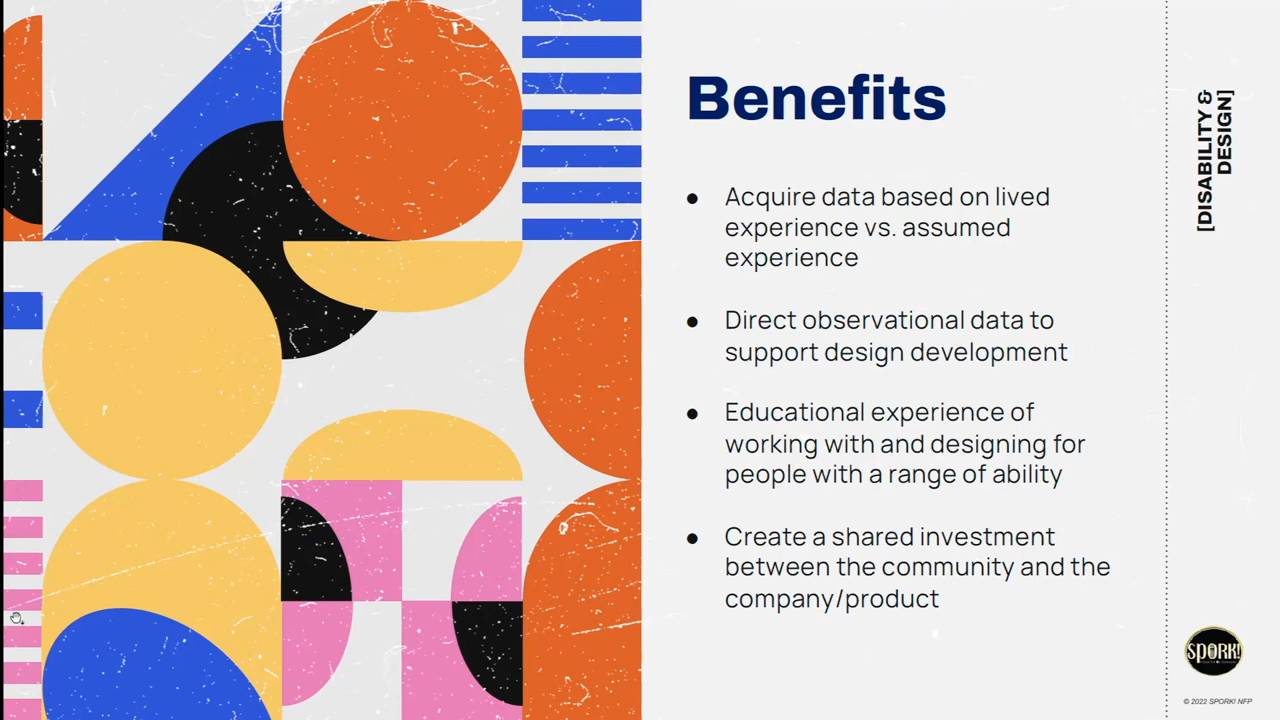 Benefits
● Acquire data based on lived
experience vs. assumed
experience
● Direct observational data to
support design development
● Educational experience of
working with and designing for
people with a range of ability
● Create a shared investment
between the community and the
company/product
[DISABILITY &
DESIGN]
SPORK!
© 2022 SPORK! NFP